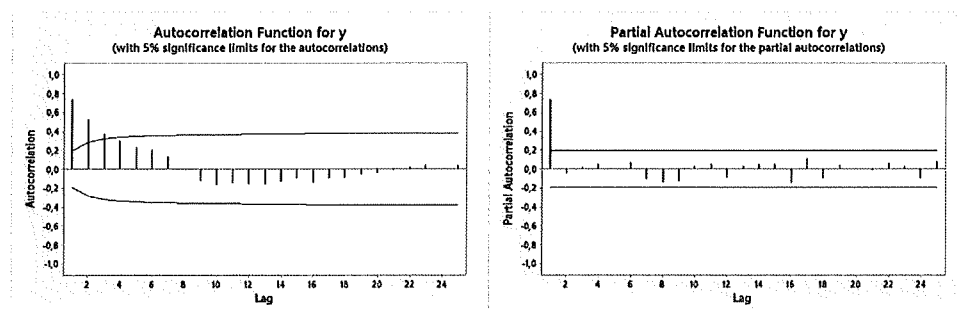 Autocorrelation Function for y
(with 5% significance limits for the autocorrelations)
1,0
0,8
0,6
0,4
0,2
0,0
-0,2
-0,4
-0,6
-0,8
-1,0
Autocorrelation
2 4 6 8 10 12 14 16 18 20 22 24
Lag
Partial Autocorrelation Function for y
(with 5% significance limits for the partial autocorrelations)
1,0
0,8
0,6
0,4
0,2
0,0
-0,2
-0,4
-0,6
-0,8
-1,0
Partial Autocorrelation
2 4 6 8 10 12 14 16 18 20 22 24
Lag